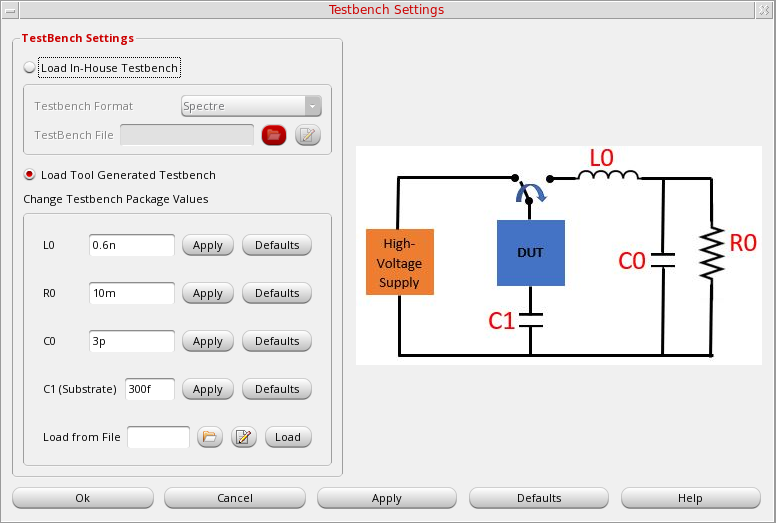 Testbench Settings
TestBench Settings
Load In-House Testbench
Testbench Format Spectre
TestBench File
Load Tool Generated Testbench
Change Testbench Package Values
L0 0.6n Apply Defaults
R0 10m Apply Defaults
C0 3p Apply Defaults
C1 (Substrate) 300f Apply Defaults
Load from File Load
L0
High-
Voltage
Supply
DUT
C0
R0
C1
Ok Cancel Apply Defaults Help